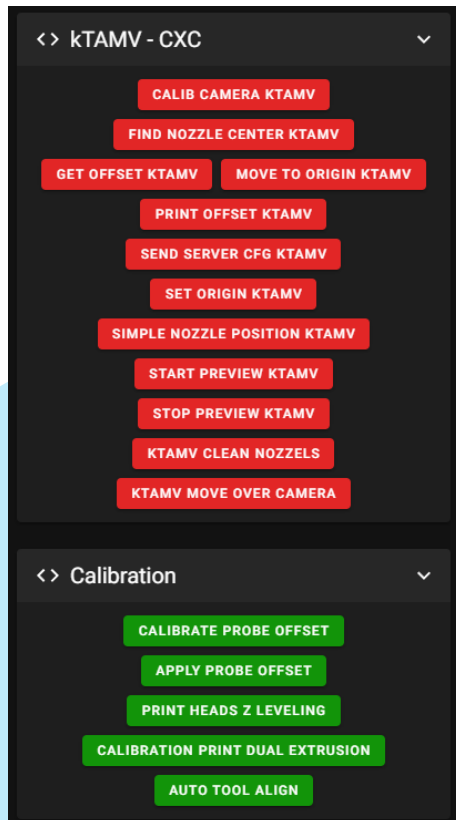 <> kTAMV - CXC
CALIB CAMERA KTAMV
FIND NOZZLE CENTER KTAMV
GET OFFSET KTAMV MOVE TO ORIGIN KTAMV
PRINT OFFSET KTAMV
SEND SERVER CFG KTAMV
SET ORIGIN KTAMV
SIMPLE NOZZLE POSITION KTAMV
START PREVIEW KTAMV
STOP PREVIEW KTAMV
KTAMV CLEAN NOZZELS
KTAMV MOVE OVER CAMERA
<> Calibration
CALIBRATE PROBE OFFSET
APPLY PROBE OFFSET
PRINT HEADS Z LEVELING
CALIBRATION PRINT DUAL EXTRUSION
AUTO TOOL ALIGN